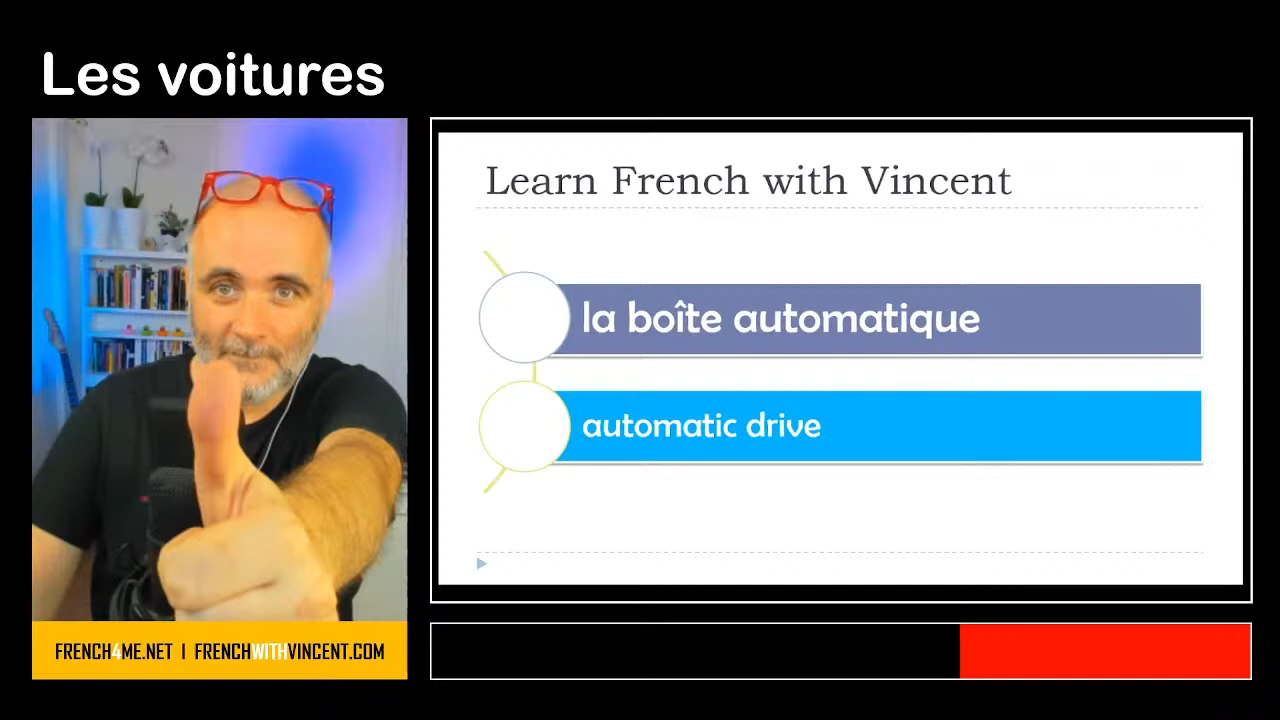 Les voitures
Learn French with Vincent
la boîte automatique
automatic drive
FRENCH4ME.NET I FRENCHWITHVINCENT.COM